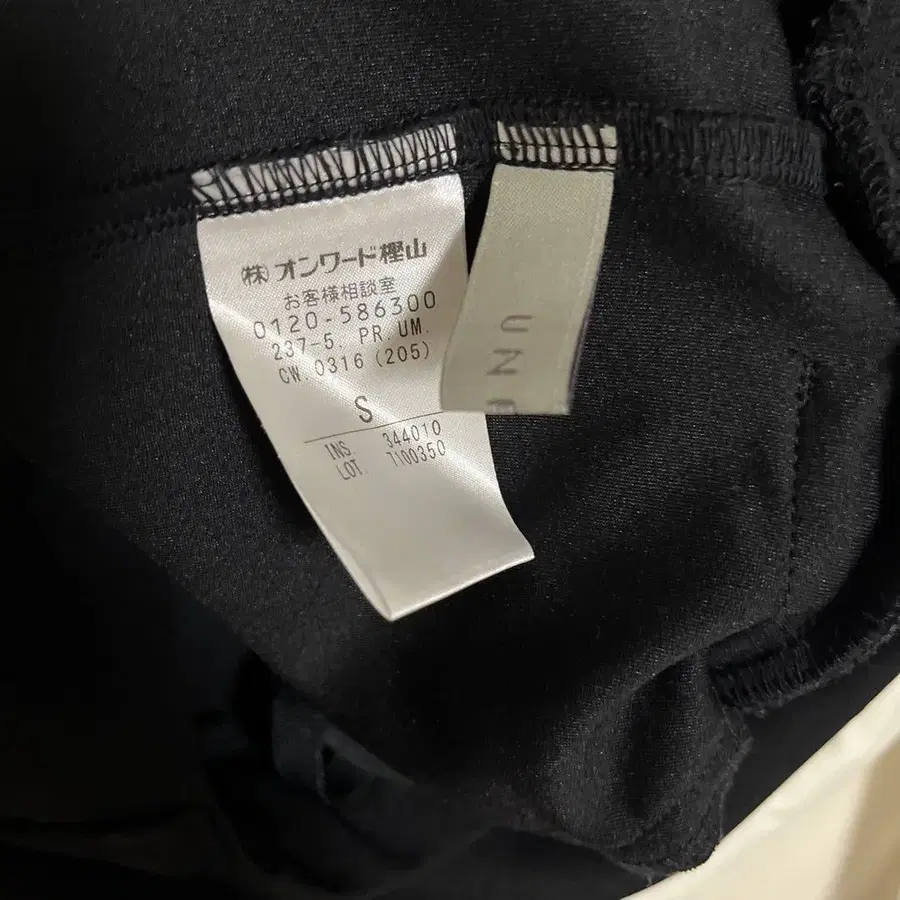 ㈱オンワード樫山
お客様相談室
0120-586300
237-5. PR. UM.
CW. 0316 (205)
S
INS. 344010
LOT. 7100350
UN